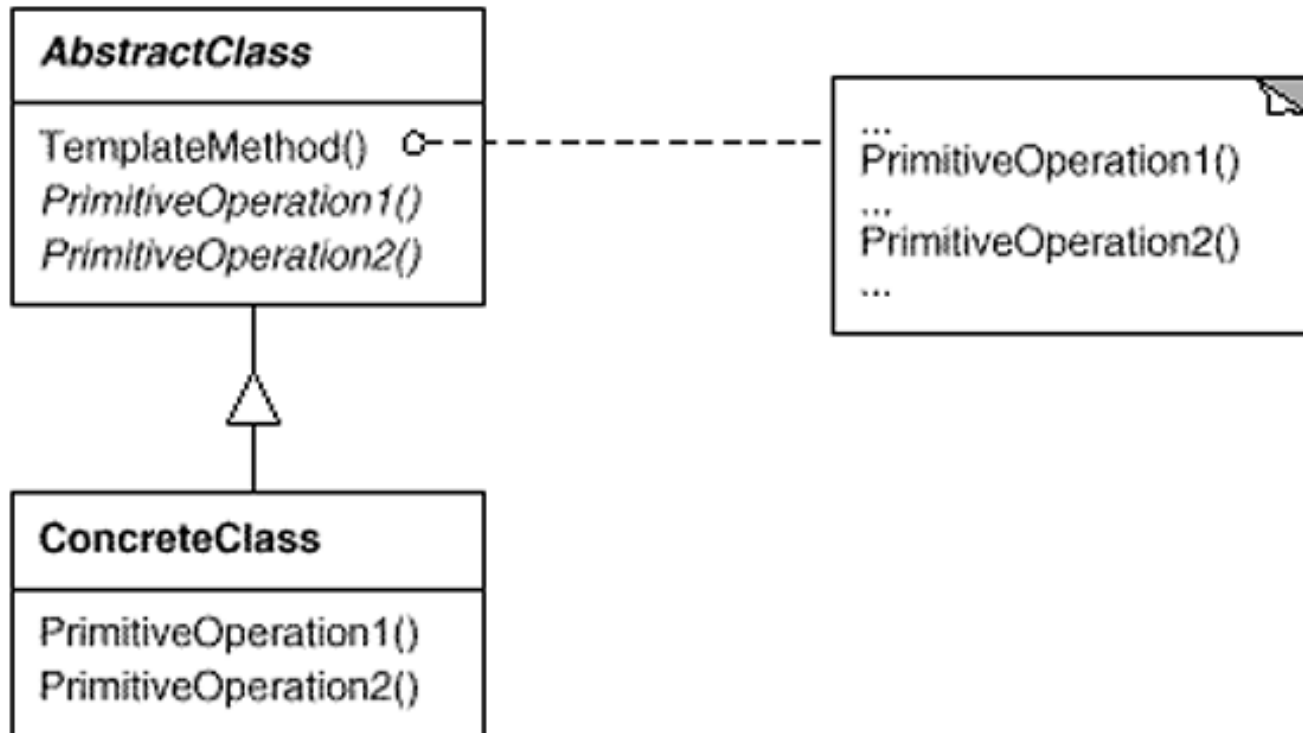 AbstractClass
TemplateMethod()
PrimitiveOperation1()
PrimitiveOperation2()
...
PrimitiveOperation1()
...
PrimitiveOperation2()
...
ConcreteClass
PrimitiveOperation1()
PrimitiveOperation2()